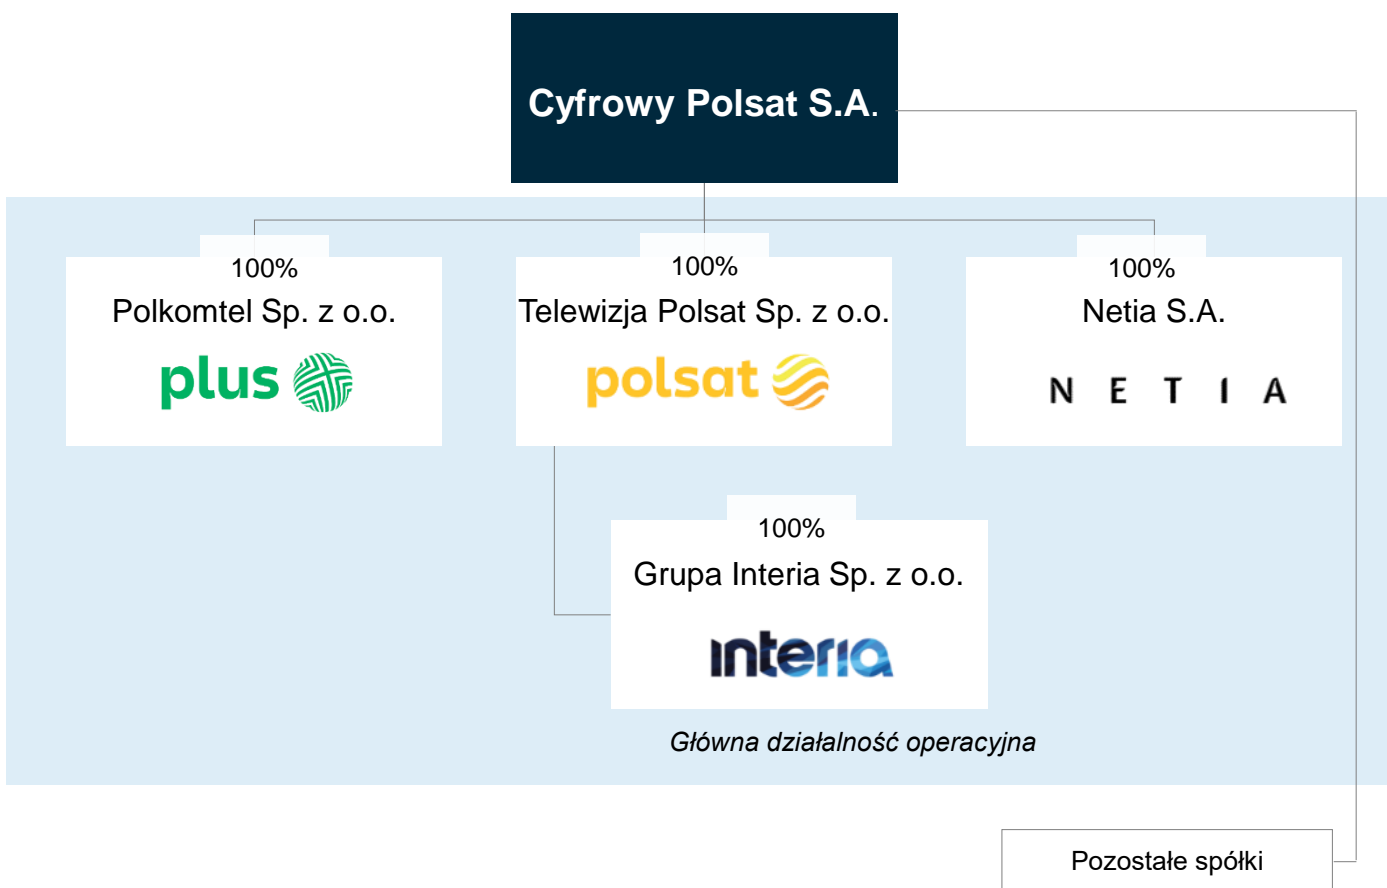 Cyfrowy Polsat S.A.
100%
Polkomtel Sp. z o.o.
plus
100%
Telewizja Polsat Sp. z o.o.
polsat
100%
Netia S.A.
NETIA
100%
Grupa Interia Sp. z o.o.
interia
Główna działalność operacyjna
Pozostałe spółki